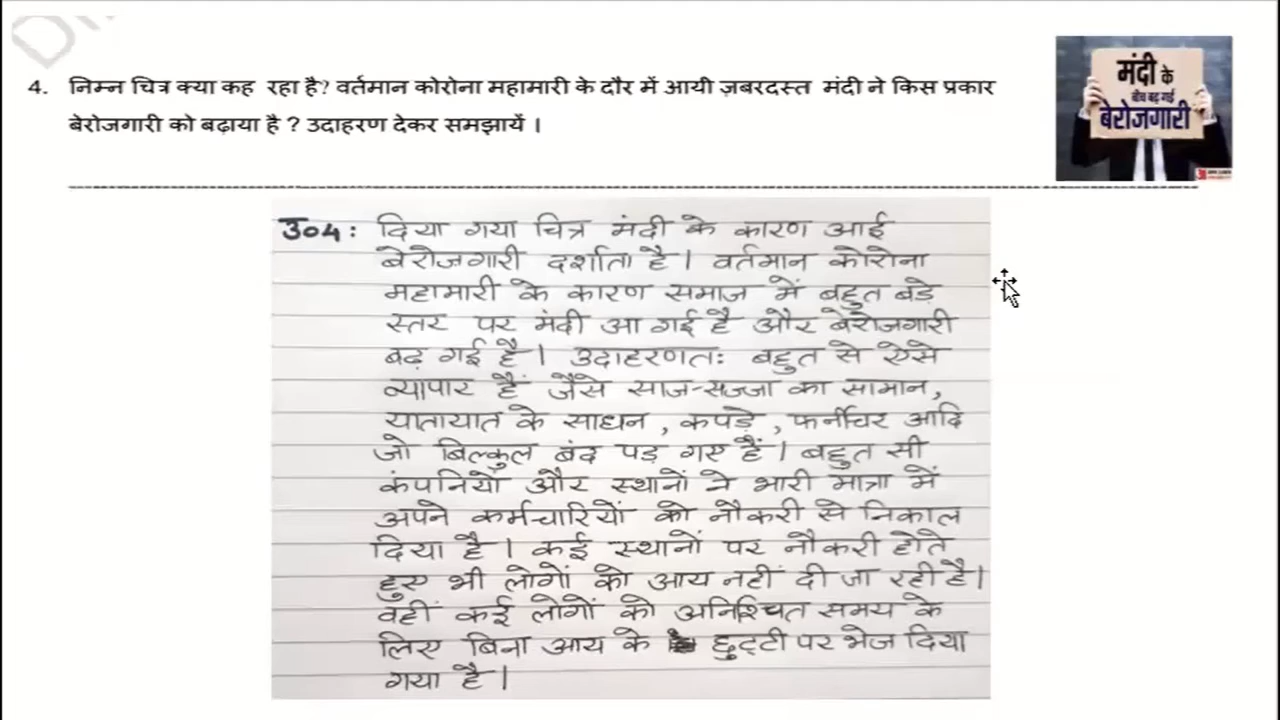 4. निम्न चित्र क्या कह रहा है? वर्तमान कोरोना महामारी के दौर में आयी ज़बरदस्त मंदी ने किस प्रकार
बेरोजगारी को बढ़ाया है ? उदाहरण देकर समझायें ।
मंदी के
बीच बढ़ गई
बेरोजगारी
उ०4: दिया गया चित्र मंदी के कारण आई
बेरोजगारी दर्शाता है। वर्तमान कोरोना
महामारी के कारण समाज में बहुत बड़े
स्तर पर मंदी आ गई है और बेरोजगारी
बढ़ गई है। उदाहरणतः बहुत से ऐसे
व्यापार हैं जैसे साज-सज्जा का सामान,
यातायात के साधन, कपड़े, फर्नीचर आदि
जो बिल्कुल बंद पड़ गए हैं। बहुत सी
कंपनियों और स्थानों ने भारी मात्रा में
अपने कर्मचारियों को नौकरी से निकाल
दिया है। कई स्थानों पर नौकरी होते
हुए भी लोगों को आय नहीं दी जा रही है।
वहीं कई लोगों को अनिश्चित समय के
लिए बिना आय के छुट्टी पर भेज दिया
गया है।